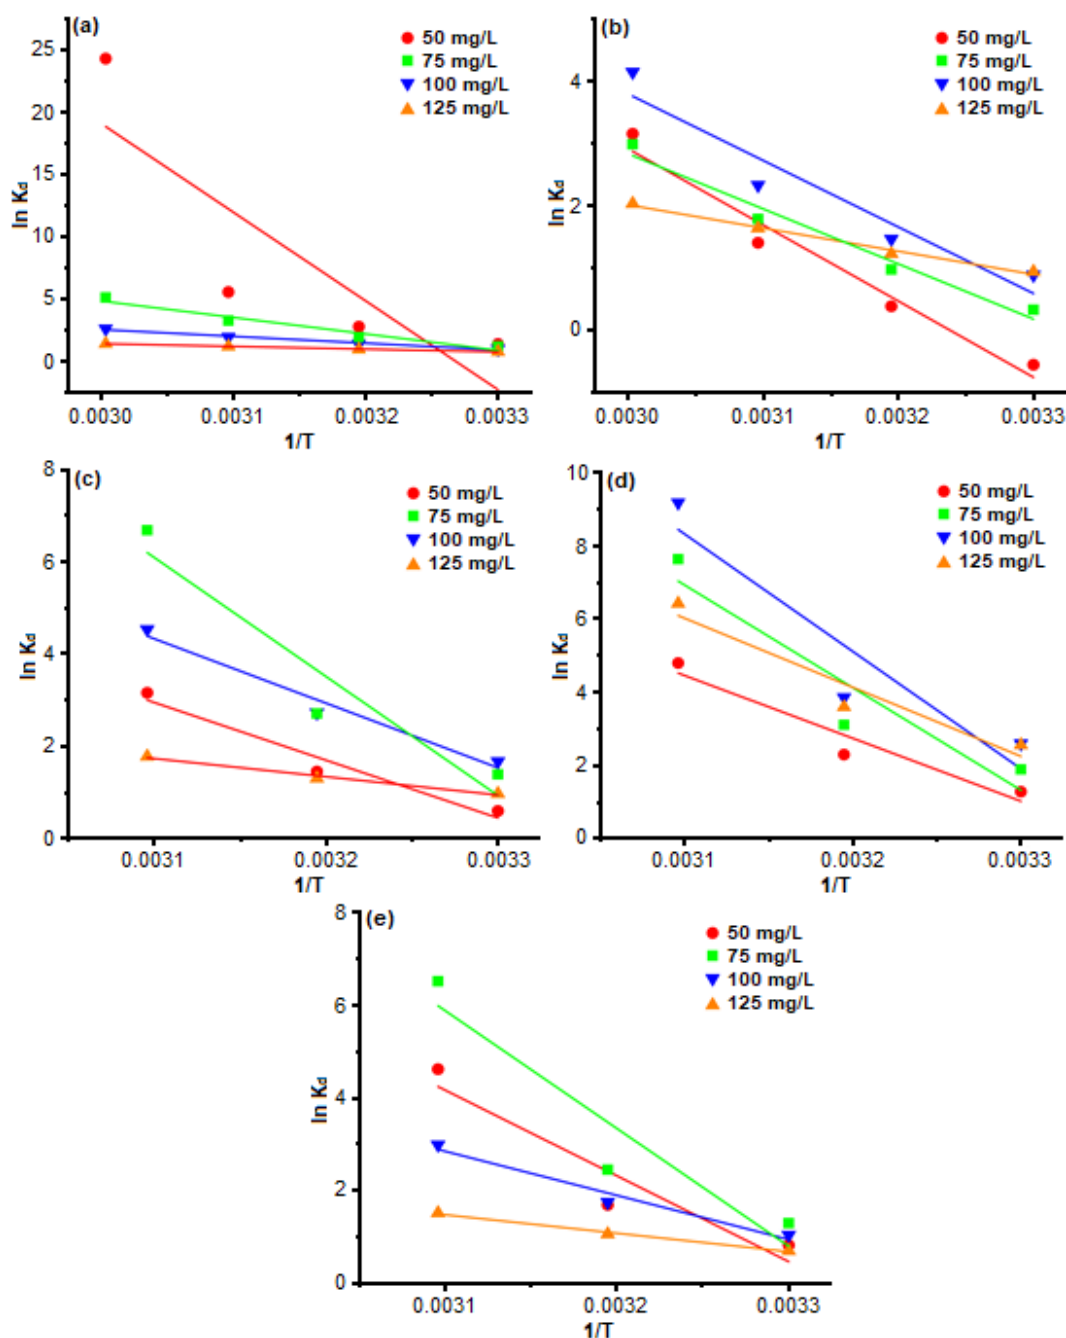 (a)
50 mg/L
75 mg/L
100 mg/L
125 mg/L
25
20
15
10
5
0
ln Kd
0.0030
0.0031
0.0032
0.0033
1/T
(b)
50 mg/L
75 mg/L
100 mg/L
125 mg/L
4
2
0
ln Kd
0.0030
0.0031
0.0032
0.0033
1/T
(c)
50 mg/L
75 mg/L
100 mg/L
125 mg/L
8
6
4
2
0
ln Kd
0.0031
0.0032
0.0033
1/T
(d)
50 mg/L
75 mg/L
100 mg/L
125 mg/L
10
8
6
4
2
0
ln Kd
0.0031
0.0032
0.0033
1/T
(e)
50 mg/L
75 mg/L
100 mg/L
125 mg/L
8
6
4
2
0
ln Kd
0.0031
0.0032
0.0033
1/T